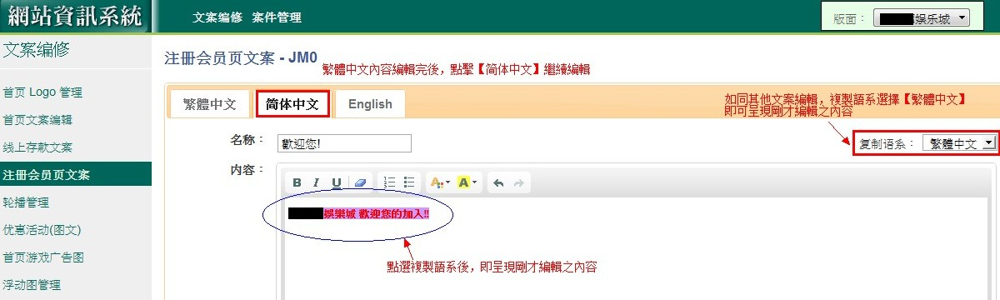 網站資訊系統
文案编修 案件管理
版面： 娱乐城
文案编修
首页 Logo 管理
首页文案编辑
线上存款文案
注册会员页文案
轮播管理
优惠活动(图文)
首页游戏广告图
浮动图管理
注册会员页文案 - JM0
繁體中文內容編輯完後，點擊【简体中文】繼續編輯
繁體中文 简体中文 English
如同其他文案編輯，複製語系選擇【繁體中文】
即可呈現剛才編輯之內容
名称： 歡迎您!
复制语系： 繁體中文
内容：
B I U A A
娛樂城 歡迎您的加入!!
點選複製語系後，即呈現剛才編輯之內容